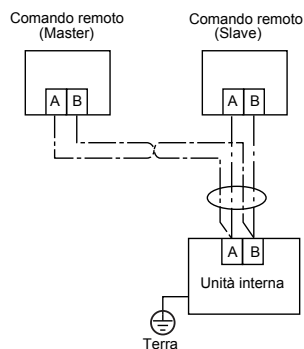 Comando remoto
(Master)
Comando remoto
(Slave)
A B
A B
A B
Unità interna
Terra